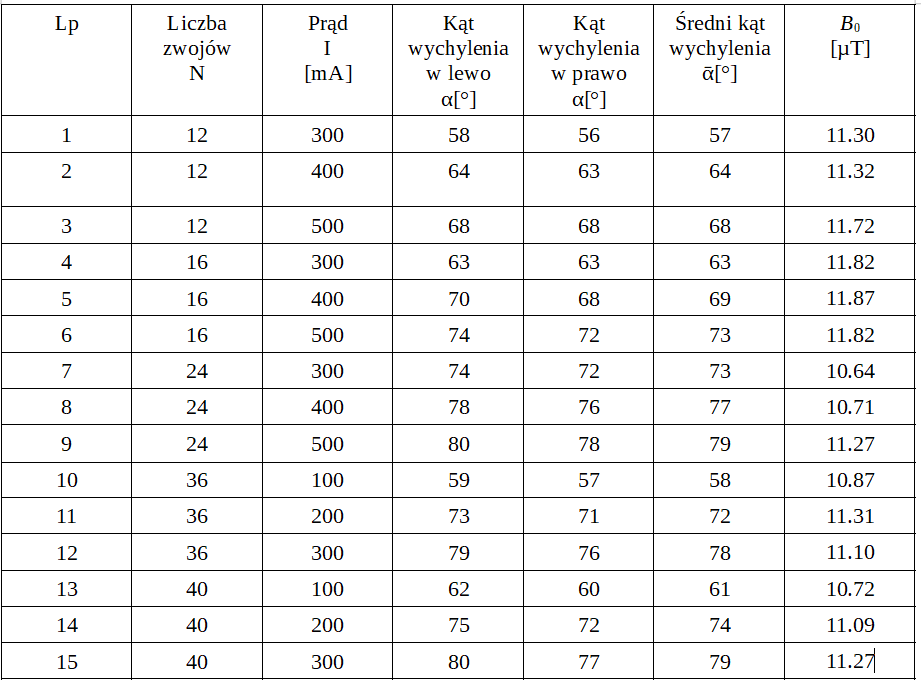 Lp Liczba zwojów N Prąd I [mA] Kąt wychylenia w lewo α[°] Kąt wychylenia w prawo α[°] Średni kąt wychylenia ᾱ[°] B₀ [µT]
1 12 300 58 56 57 11.30
2 12 400 64 63 64 11.32
3 12 500 68 68 68 11.72
4 16 300 63 63 63 11.82
5 16 400 70 68 69 11.87
6 16 500 74 72 73 11.82
7 24 300 74 72 73 10.64
8 24 400 78 76 77 10.71
9 24 500 80 78 79 11.27
10 36 100 59 57 58 10.87
11 36 200 73 71 72 11.31
12 36 300 79 76 78 11.10
13 40 100 62 60 61 10.72
14 40 200 75 72 74 11.09
15 40 300 80 77 79 11.27